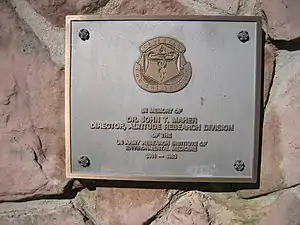 IN MEMORY OF
DR. JOHN T. MAHER
DIRECTOR, ALTITUDE RESEARCH DIVISION
OF THE
US ARMY RESEARCH INSTITUTE OF
ENVIRONMENTAL MEDICINE